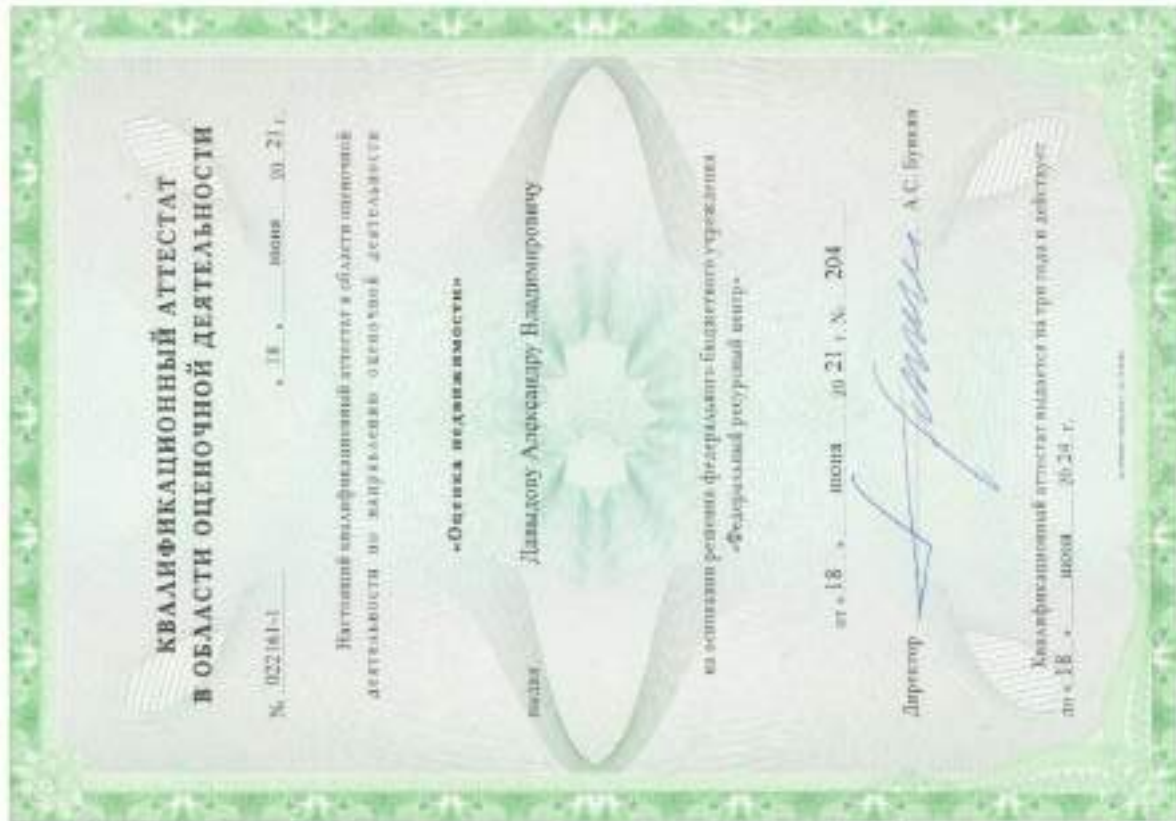 КВАЛИФИКАЦИОННЫЙ АТТЕСТАТ
В ОБЛАСТИ ОЦЕНОЧНОЙ ДЕЯТЕЛЬНОСТИ
№ 022161-1 « 18 » июня 20 21 г.
Настоящий квалификационный аттестат в области оценочной
деятельности по направлению оценочной деятельности
«Оценка недвижимости»
выдан Давыдову Александру Владимировичу
на основании решения федерального бюджетного учреждения
«Федеральный ресурсный центр»
от « 18 » июня 20 21 г. № 204
Директор А.С. Бункин
Квалификационный аттестат выдается на три года и действует
до « 18 » июня 20 24 г.